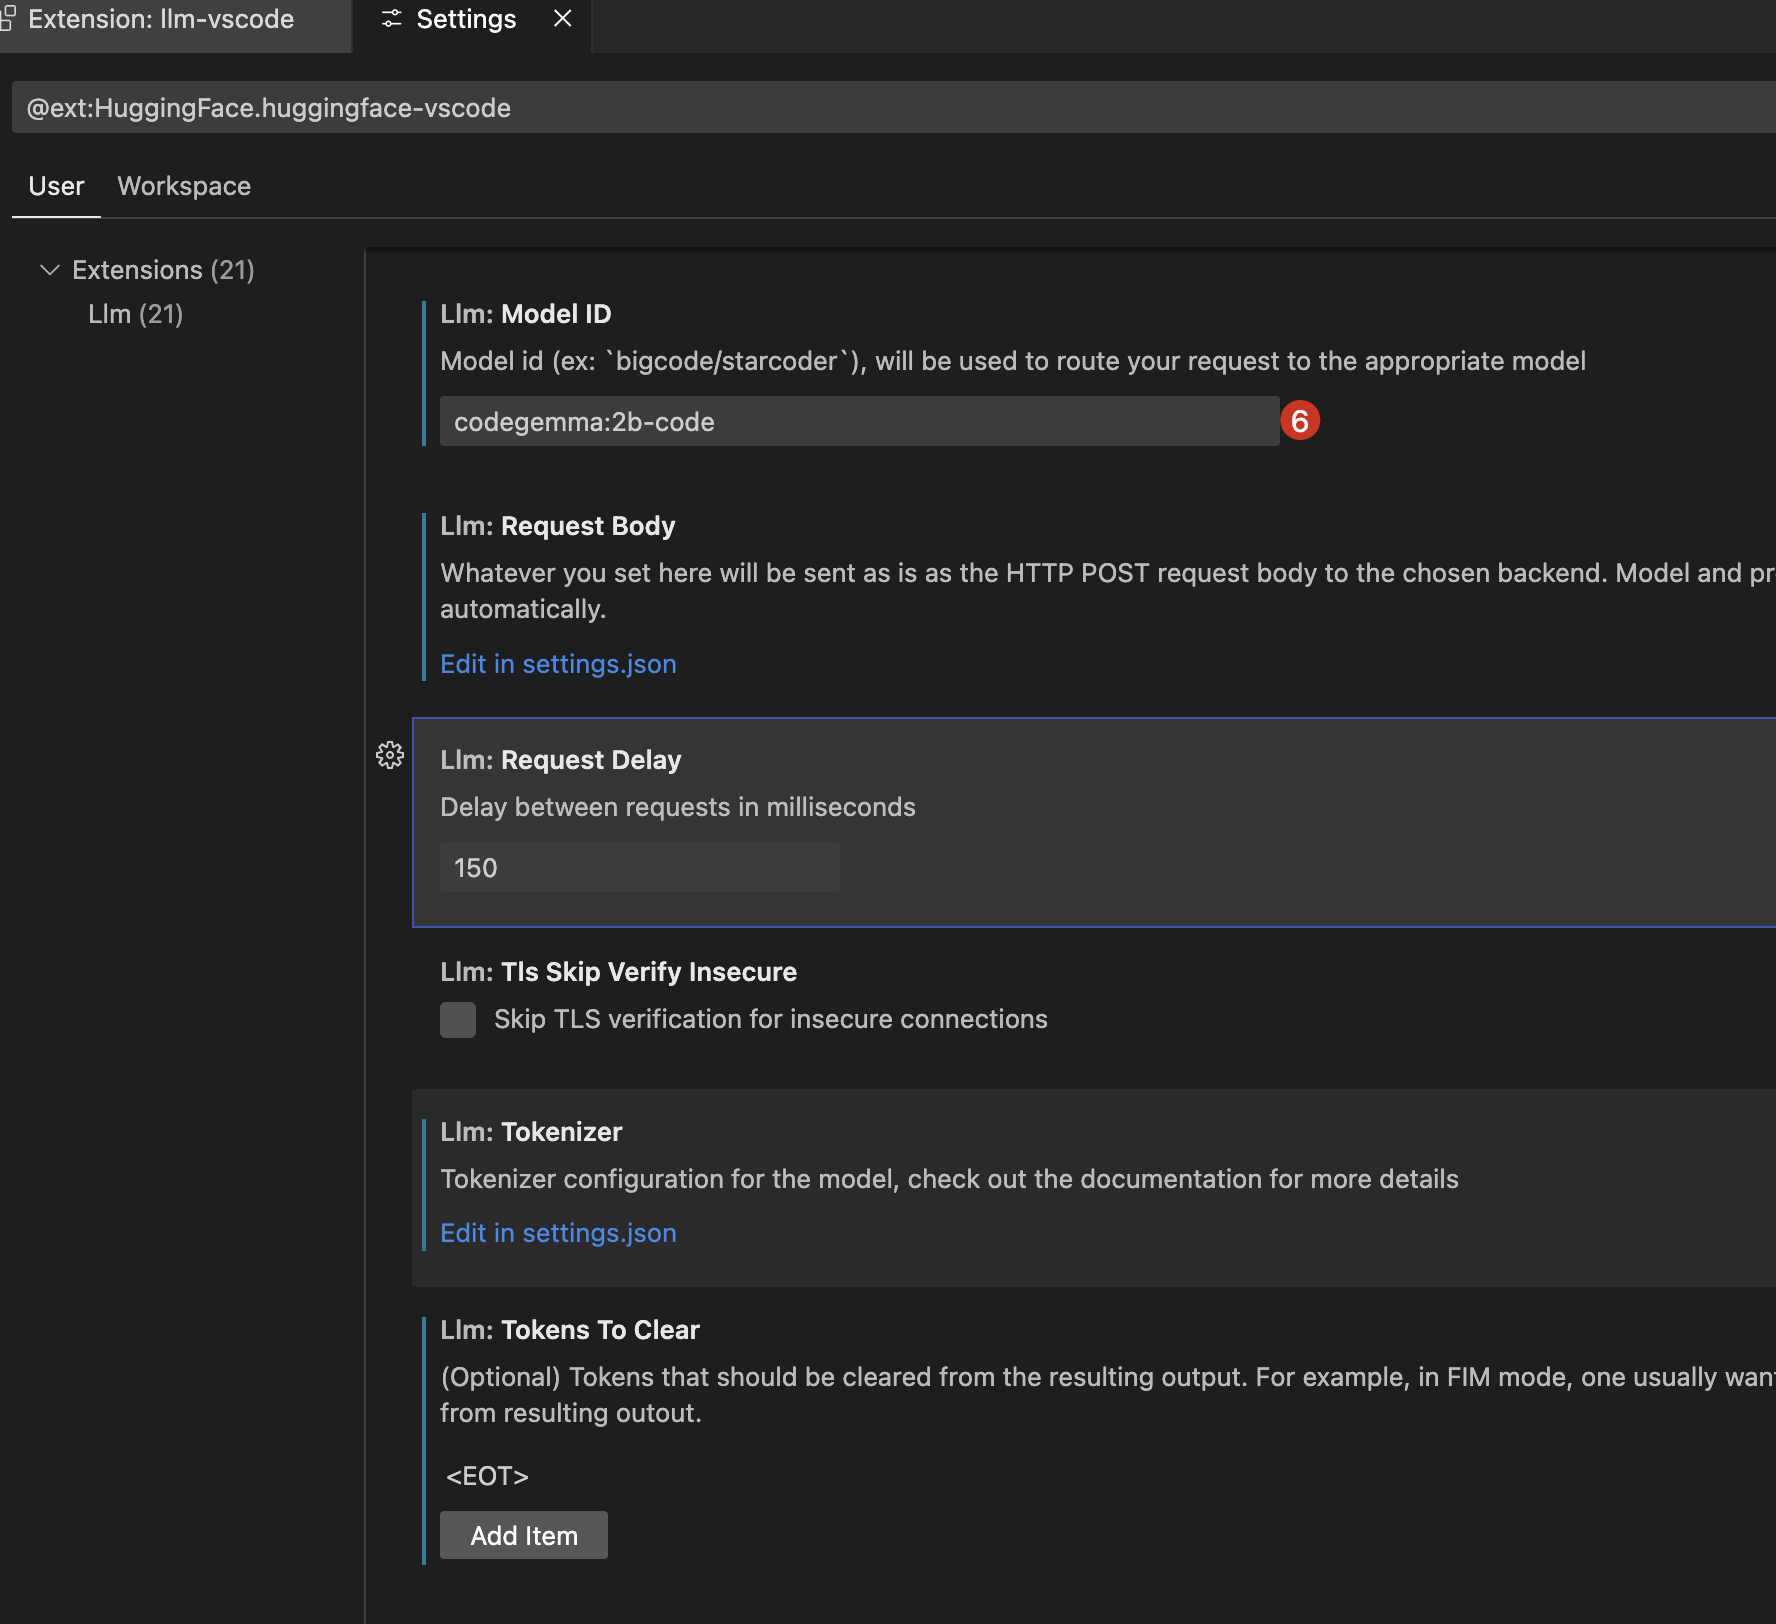 Extension: llm-vscode
Settings
@ext:HuggingFace.huggingface-vscode
User
Workspace
Extensions (21)
Llm (21)
Llm: Model ID
Model id (ex: `bigcode/starcoder`), will be used to route your request to the appropriate model
codegemma:2b-code
6
Llm: Request Body
Whatever you set here will be sent as is as the HTTP POST request body to the chosen backend. Model and pr
automatically.
Edit in settings.json
Llm: Request Delay
Delay between requests in milliseconds
150
Llm: Tls Skip Verify Insecure
Skip TLS verification for insecure connections
Llm: Tokenizer
Tokenizer configuration for the model, check out the documentation for more details
Edit in settings.json
Llm: Tokens To Clear
(Optional) Tokens that should be cleared from the resulting output. For example, in FIM mode, one usually want
from resulting outout.
<EOT>
Add Item